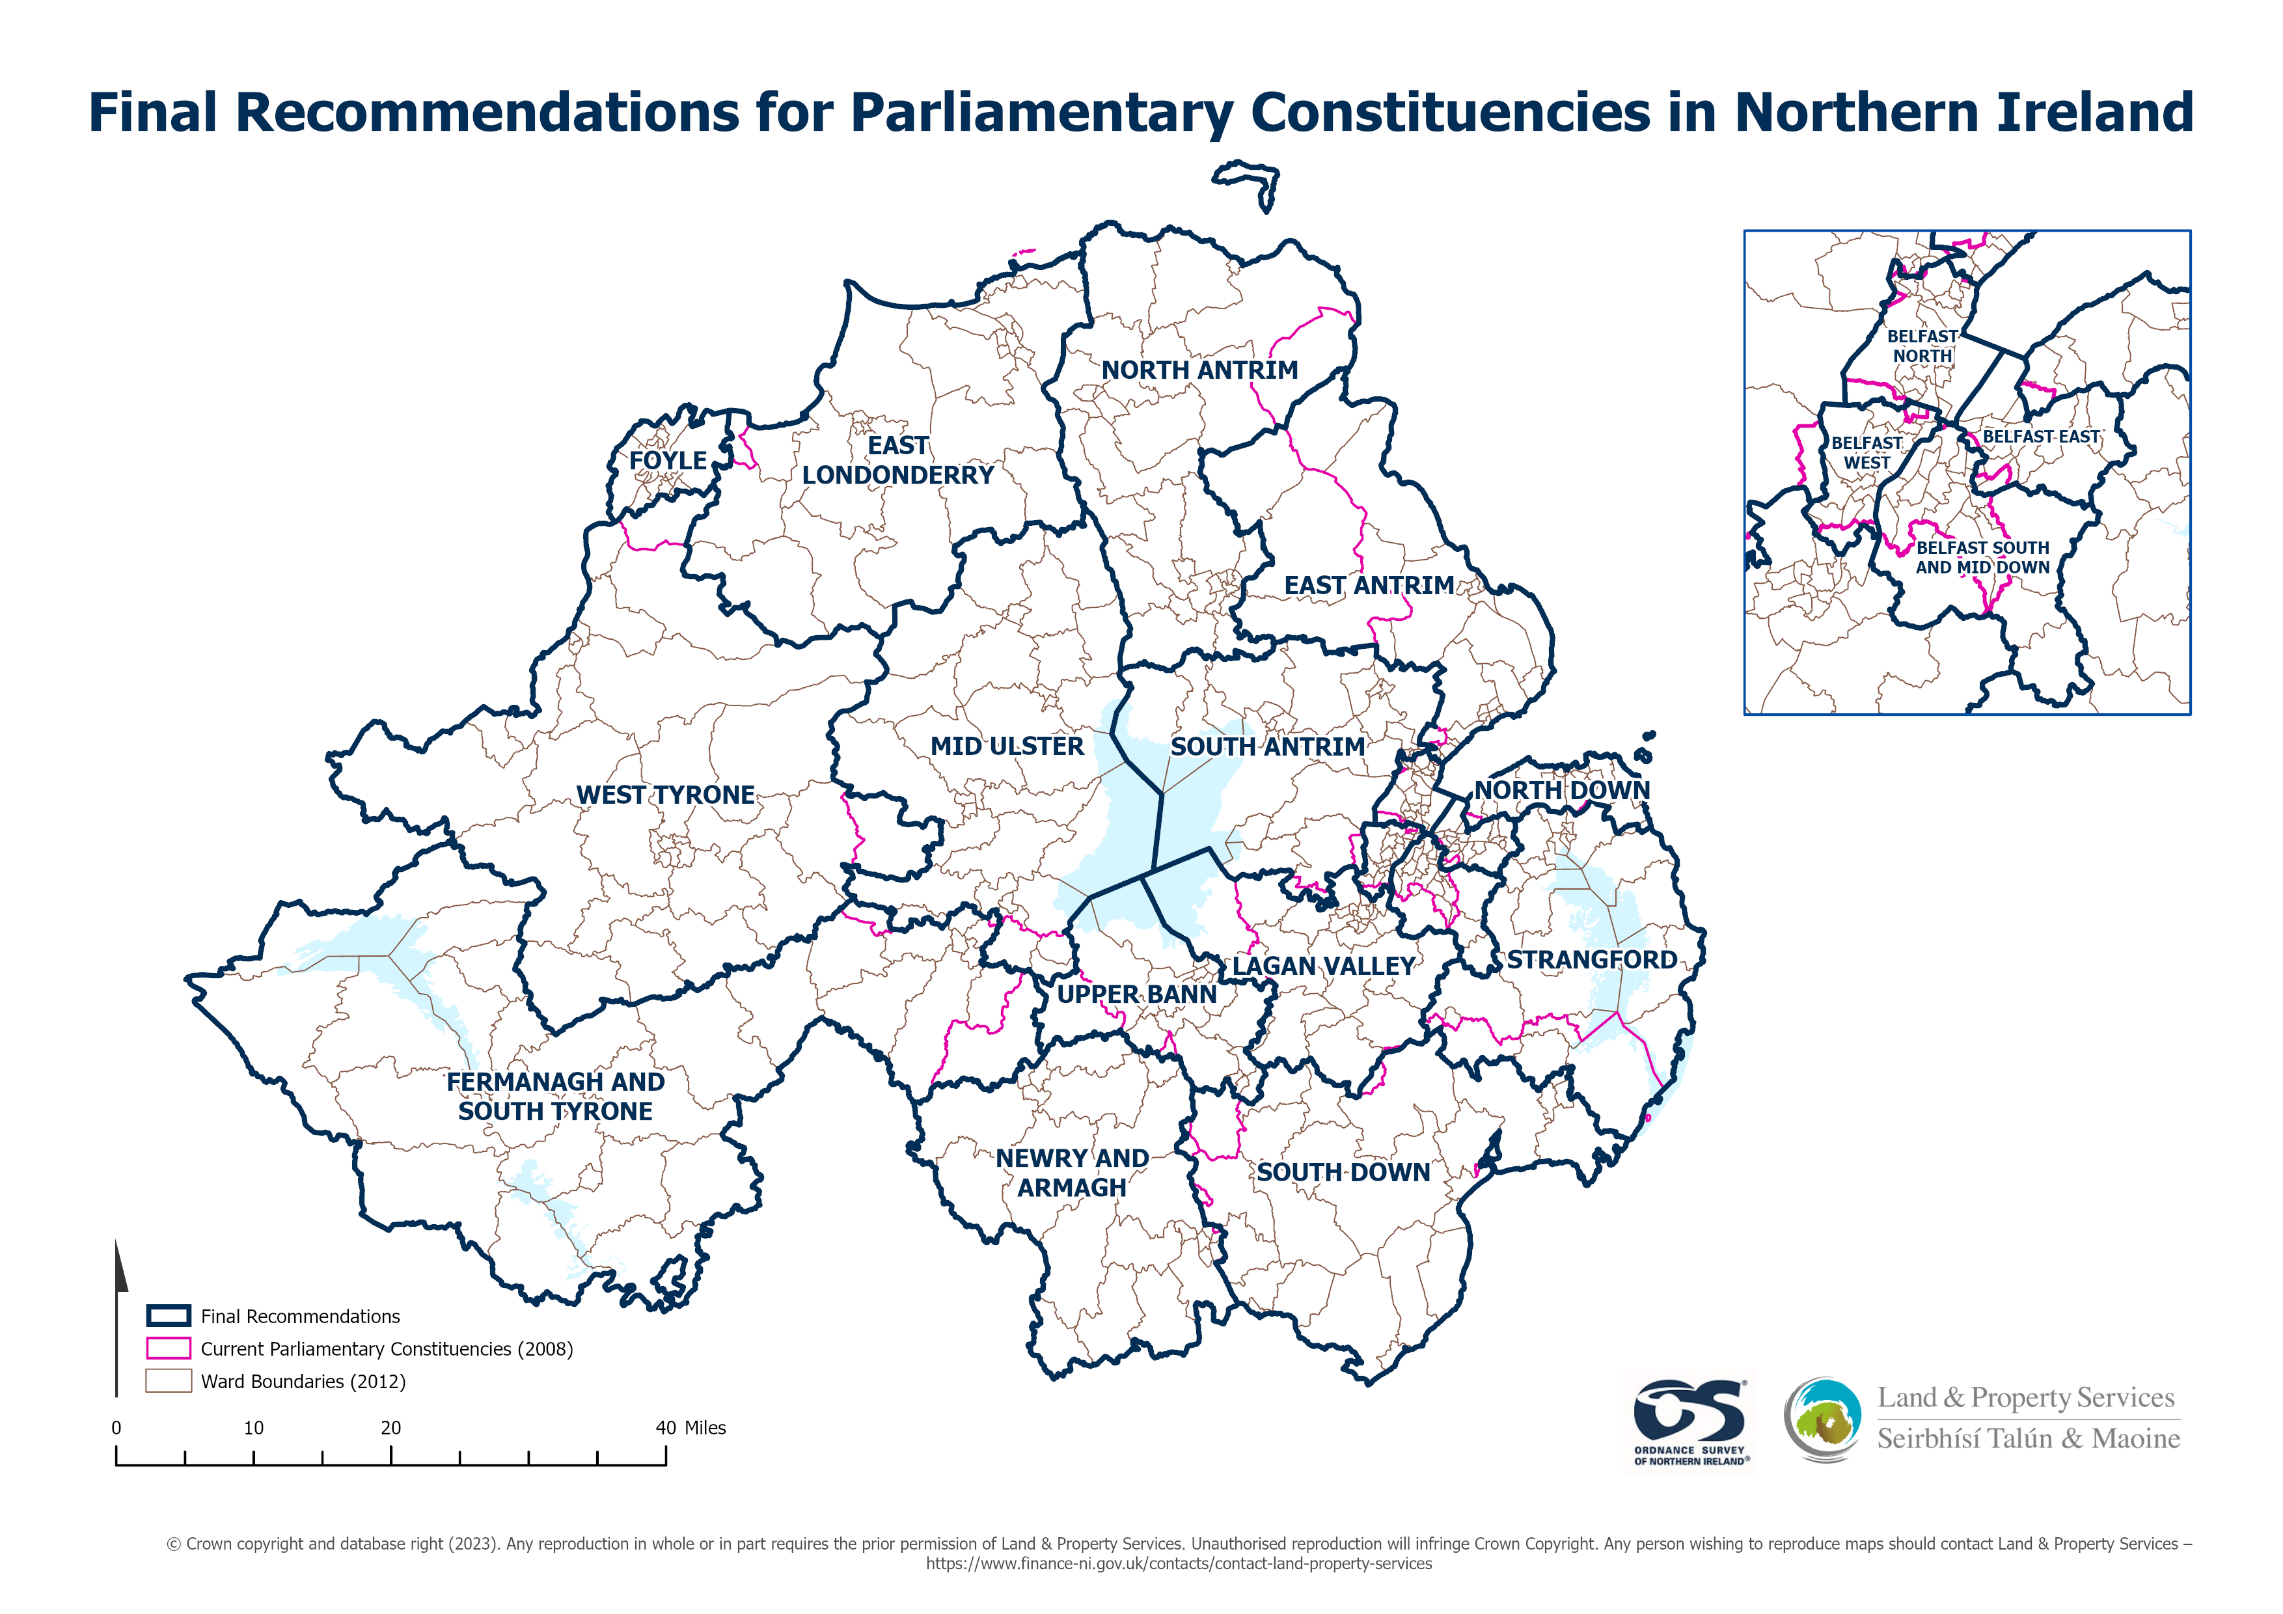 Final Recommendations for Parliamentary Constituencies in Northern Ireland
NORTH ANTRIM
FOYLE
EAST
LONDONDERRY
EAST ANTRIM
MID ULSTER
SOUTH ANTRIM
WEST TYRONE
NORTH DOWN
STRANGFORD
LAGAN VALLEY
UPPER BANN
FERMANAGH AND
SOUTH TYRONE
NEWRY AND
ARMAGH
SOUTH DOWN
BELFAST
NORTH
BELFAST
WEST
BELFAST EAST
BELFAST SOUTH
AND MID DOWN
Final Recommendations
Current Parliamentary Constituencies (2008)
Ward Boundaries (2012)
0 10 20 40 Miles
OS®
ORDNANCE SURVEY
OF NORTHERN IRELAND®
Land & Property Services
Seirbhísí Talún & Maoine
© Crown copyright and database right (2023). Any reproduction in whole or in part requires the prior permission of Land & Property Services. Unauthorised reproduction will infringe Crown Copyright. Any person wishing to reproduce maps should contact Land & Property Services –
https://www.finance-ni.gov.uk/contacts/contact-land-property-services